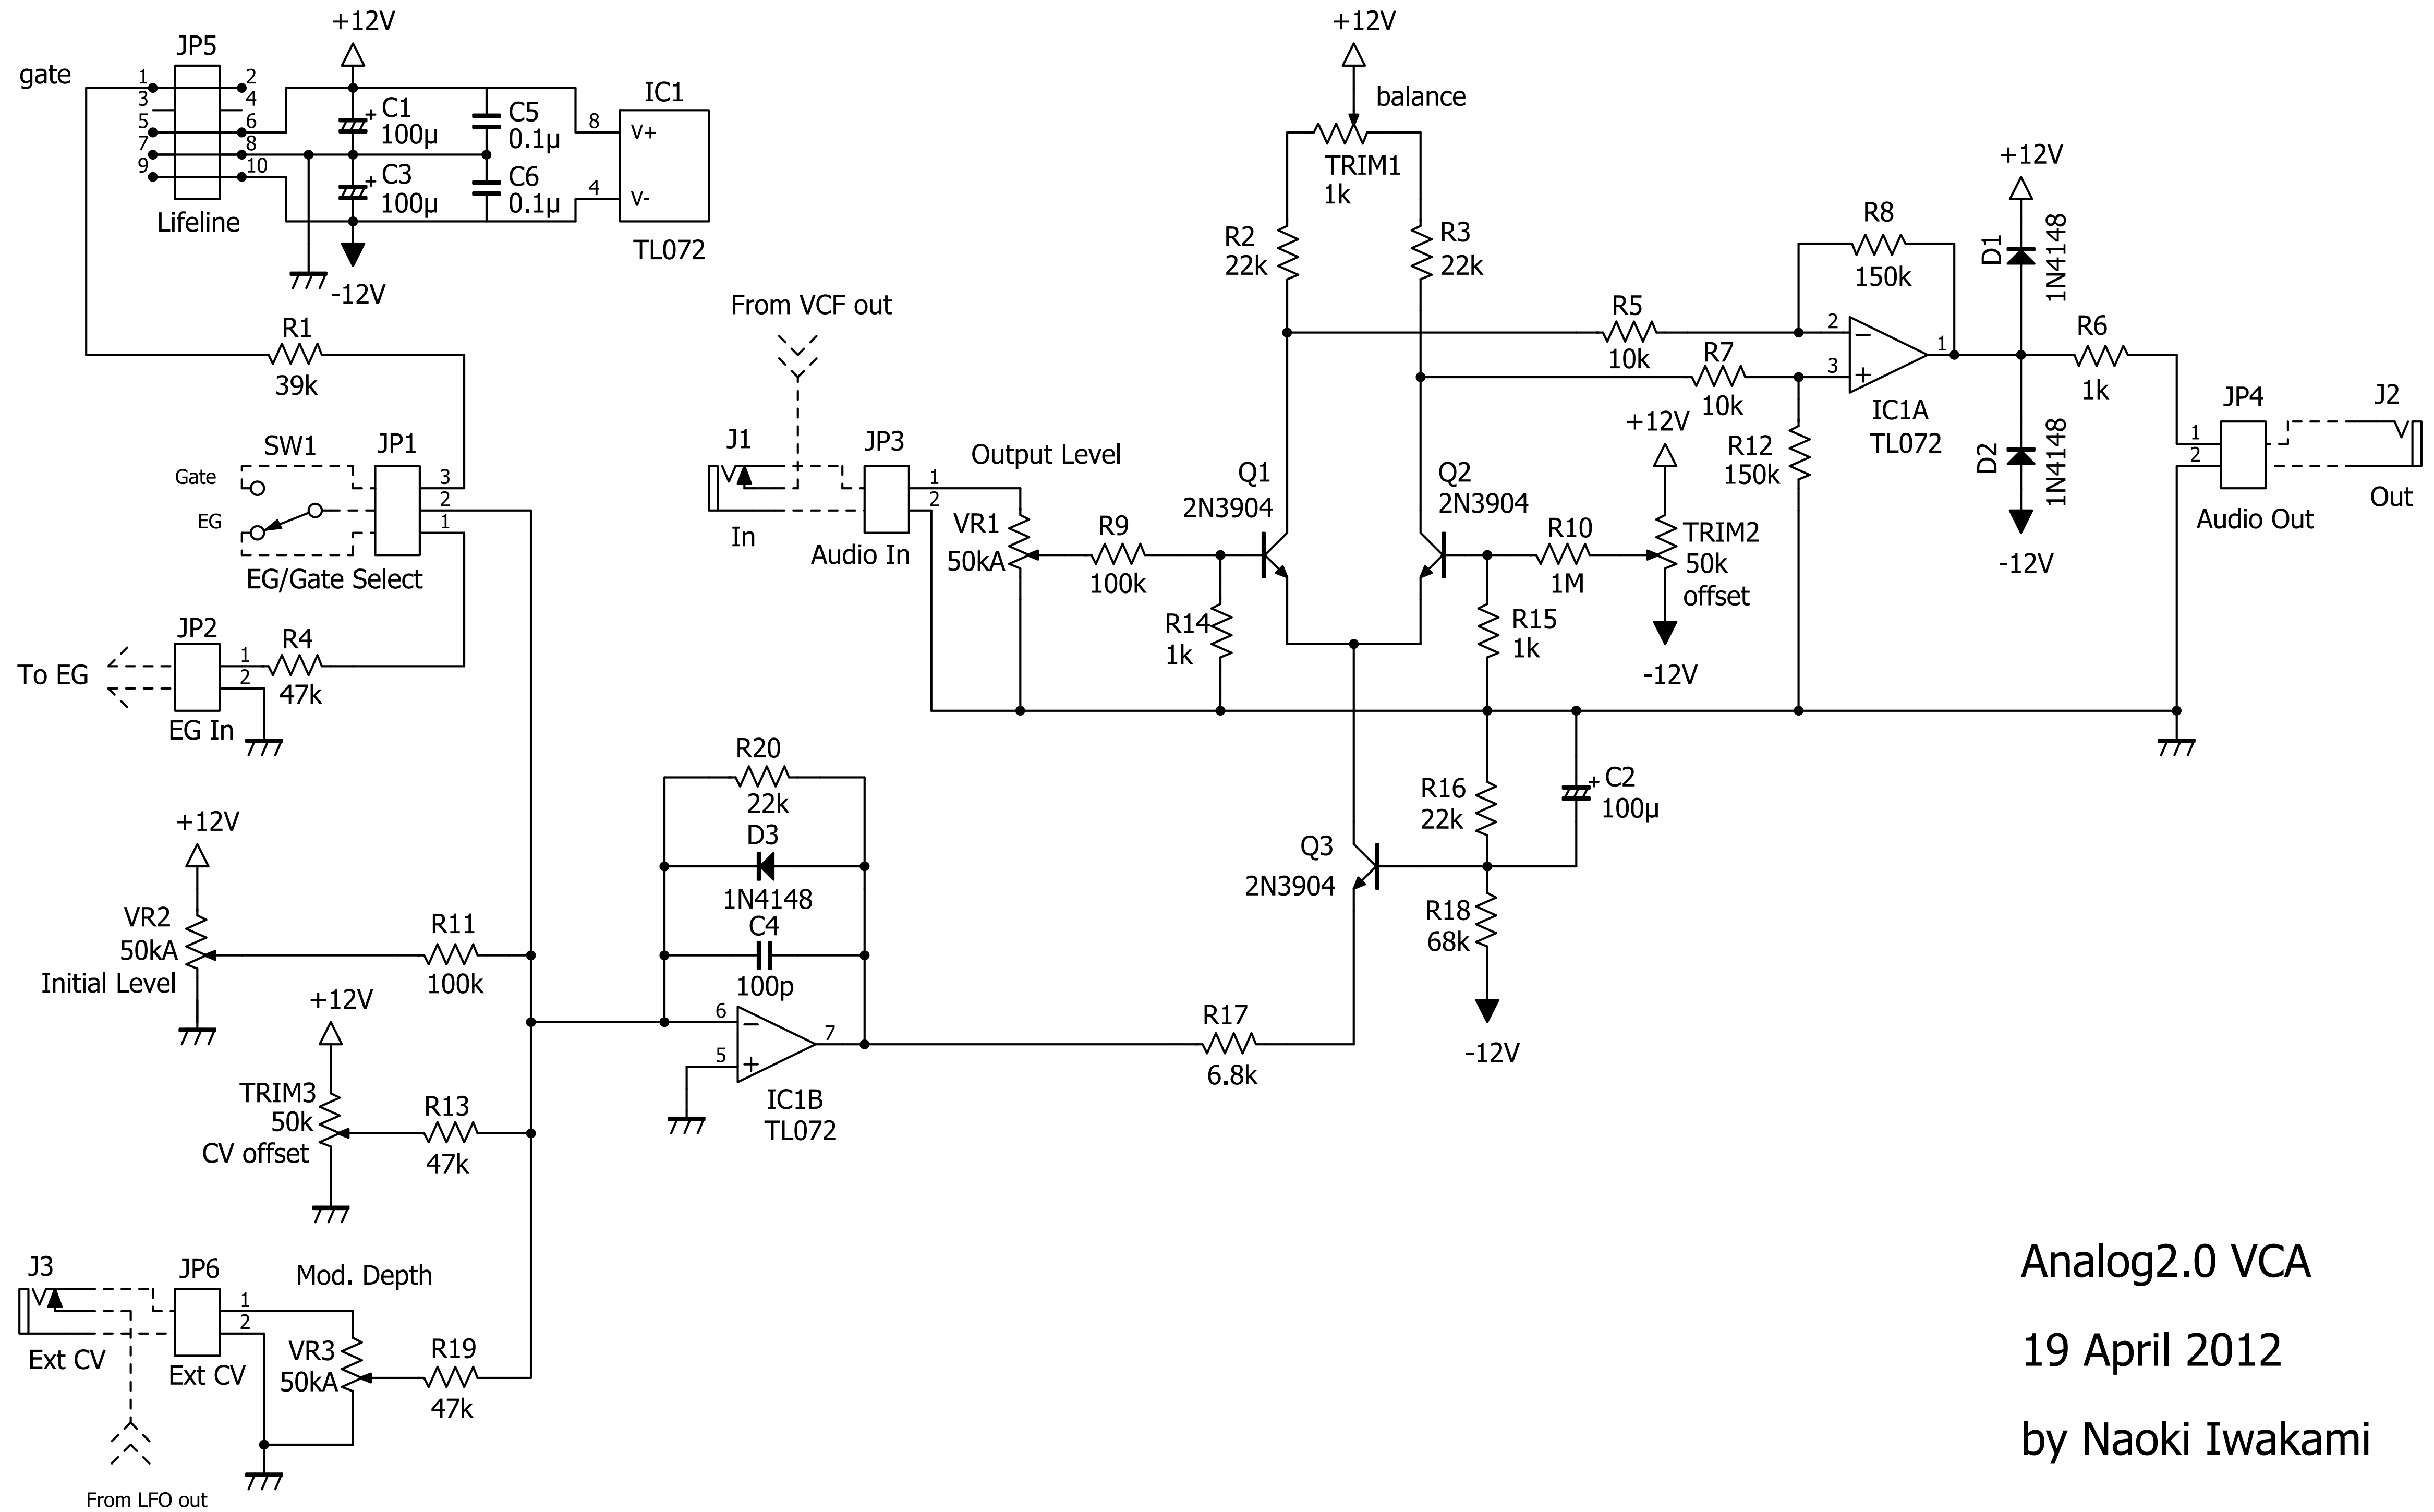 +12V
JP5
gate
1
2
3
4
5
6
7
8
9
10
Lifeline
C1
100µ
C3
100µ
C5
0.1µ
C6
0.1µ
-12V
IC1
8
V+
4
V-
TL072
R1
39k
SW1
JP1
Gate
EG
3
2
1
EG/Gate Select
JP2
To EG
1
2
R4
47k
EG In
+12V
VR2
50kA
Initial Level
R11
100k
+12V
TRIM3
50k
CV offset
R13
47k
J3
JP6
Mod. Depth
1
2
Ext CV
Ext CV
VR3
50kA
R19
47k
From LFO out
R20
22k
D3
1N4148
C4
100p
6
5
7
IC1B
TL072
R17
6.8k
From VCF out
J1
In
JP3
1
2
Audio In
Output Level
VR1
50kA
R9
100k
R14
1k
+12V
balance
TRIM1
1k
R2
22k
R3
22k
Q1
2N3904
Q2
2N3904
R10
1M
R15
1k
+12V
TRIM2
50k
offset
-12V
R5
10k
R7
10k
R8
150k
2
3
1
IC1A
TL072
R12
150k
+12V
D1
1N4148
D2
1N4148
-12V
R6
1k
JP4
1
2
Audio Out
J2
Out
R16
22k
C2
+
100µ
Q3
2N3904
R18
68k
-12V
Analog2.0 VCA
19 April 2012
by Naoki Iwakami